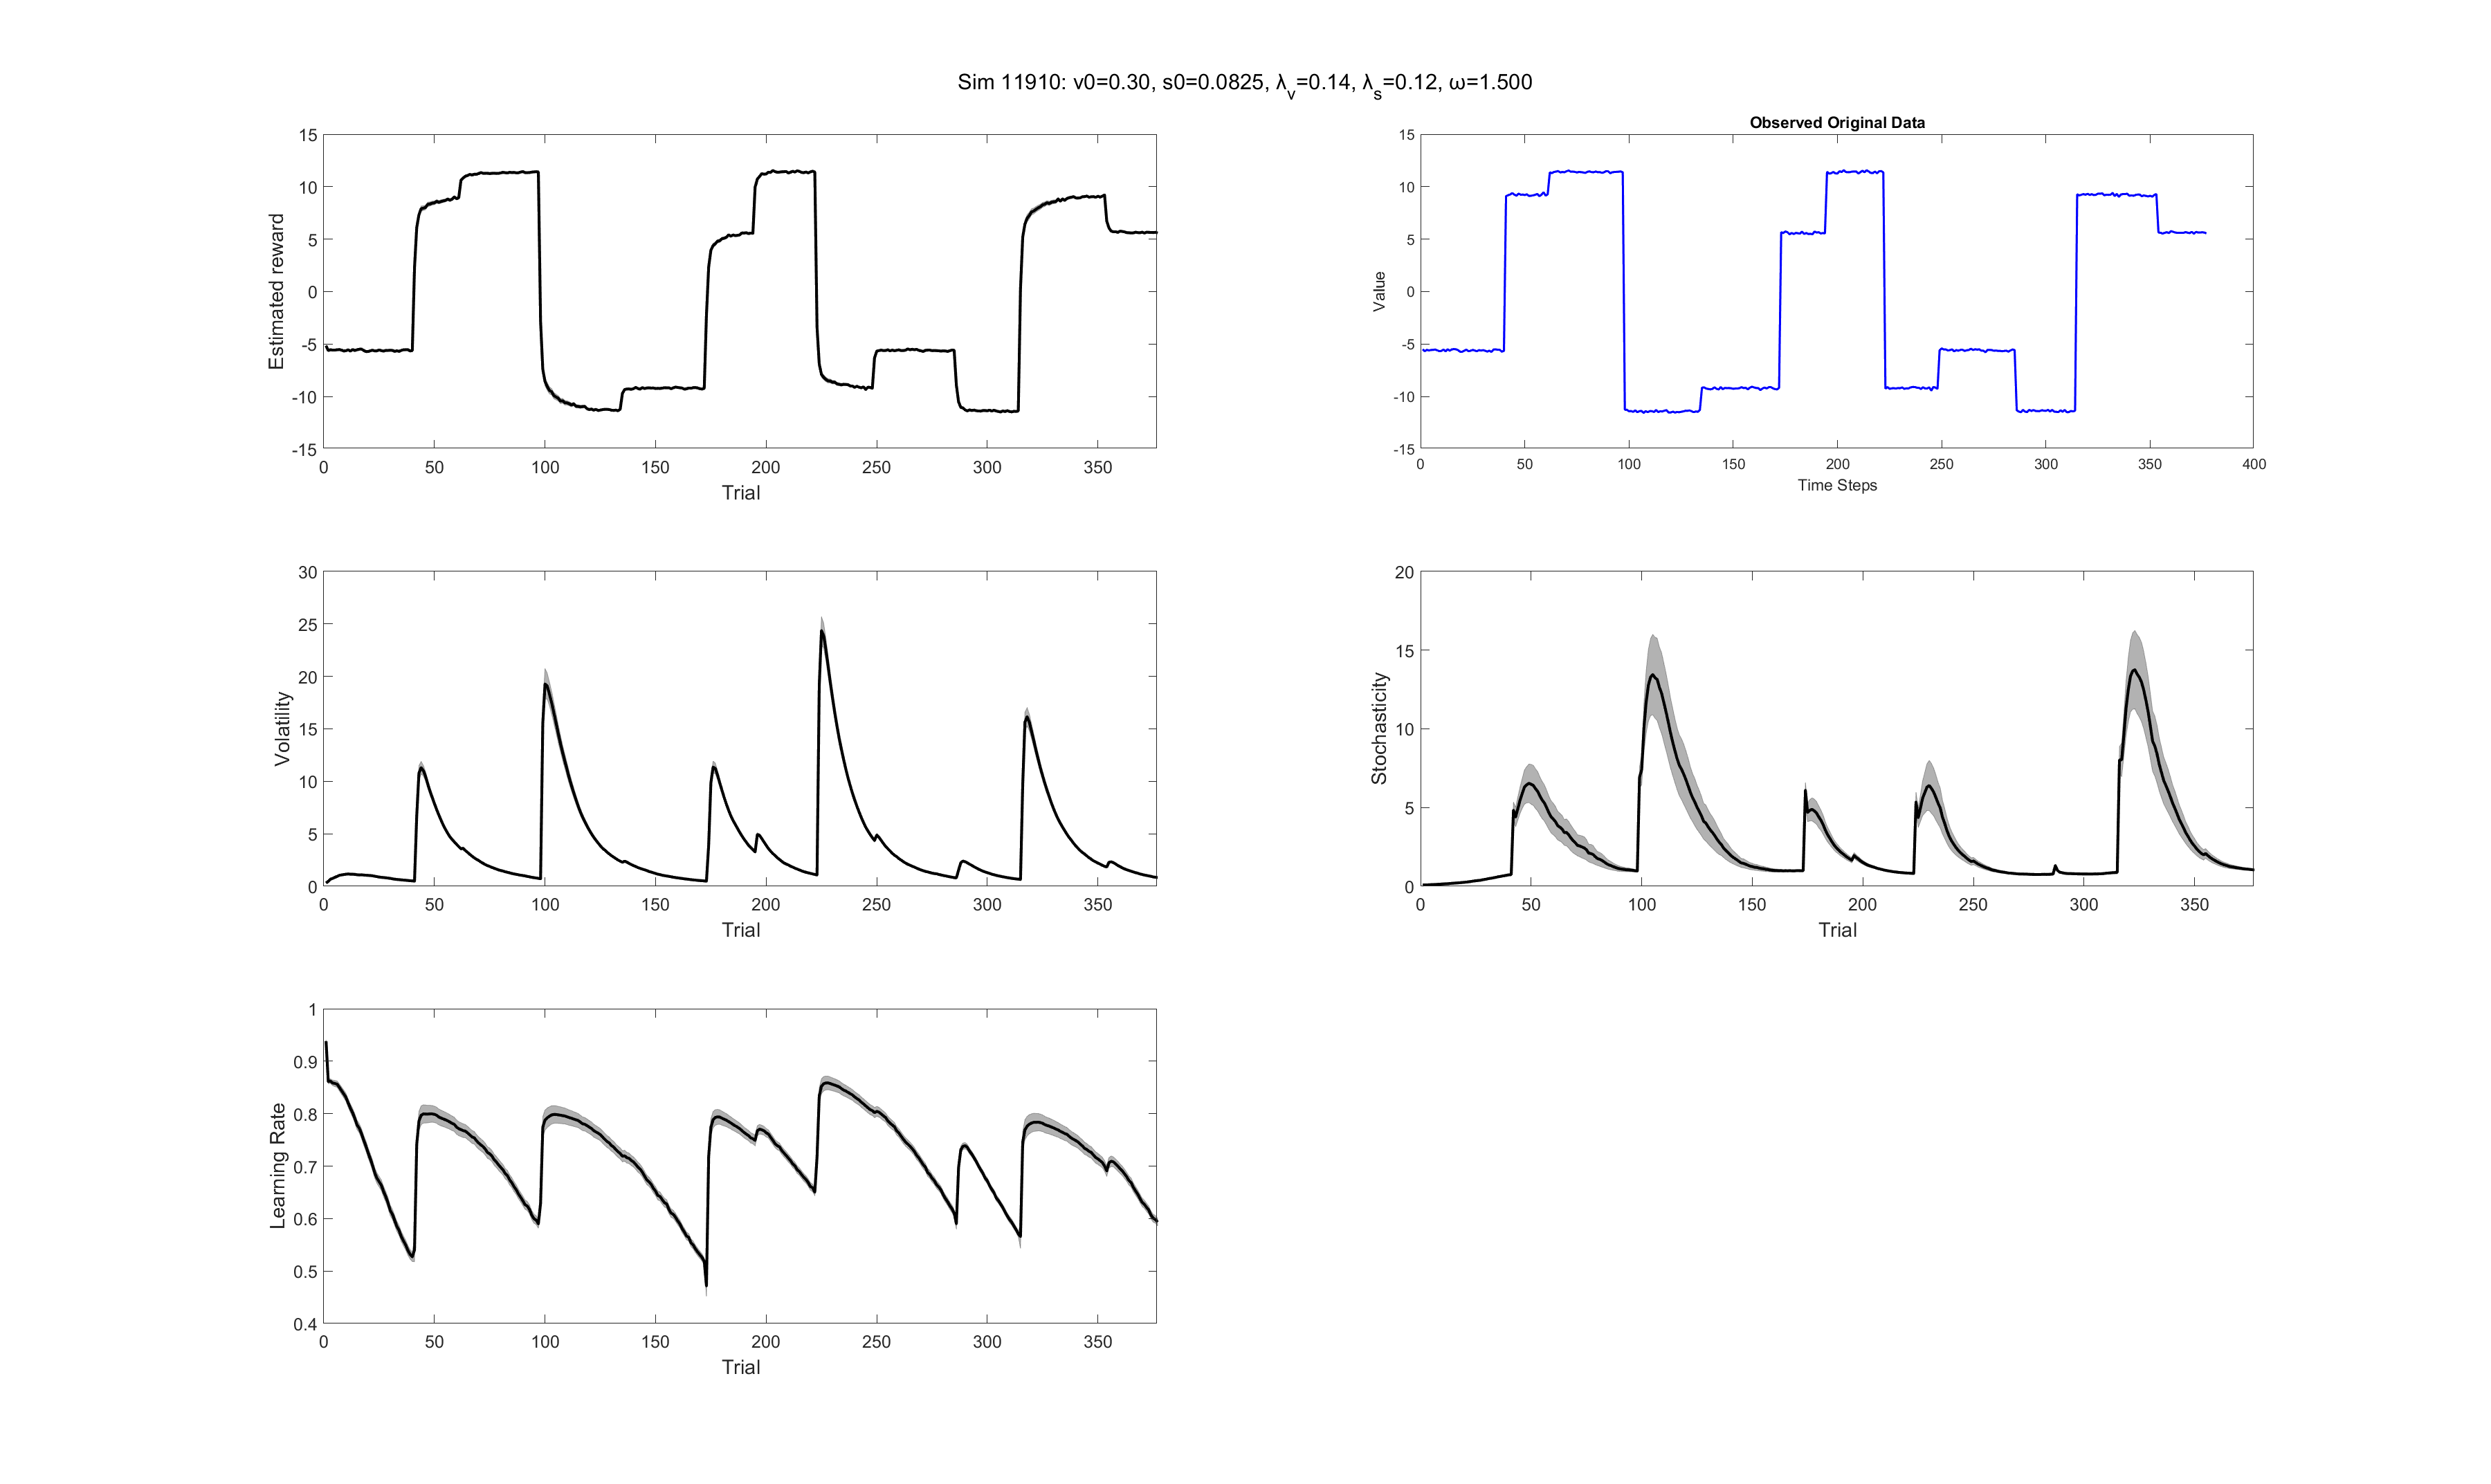 Sim 11910: v0=0.30, s0=0.0825, λv=0.14, λs=0.12, ω=1.500
15
10
5
0
-5
-10
-15
Estimated reward
0 50 100 150 200 250 300 350
Trial
Observed Original Data
15
10
5
0
-5
-10
-15
Value
0 50 100 150 200 250 300 350 400
Time Steps
30
25
20
15
10
5
0
Volatility
0 50 100 150 200 250 300 350
Trial
20
15
10
5
0
Stochasticity
0 50 100 150 200 250 300 350
Trial
1
0.9
0.8
0.7
0.6
0.5
0.4
Learning Rate
0 50 100 150 200 250 300 350
Trial